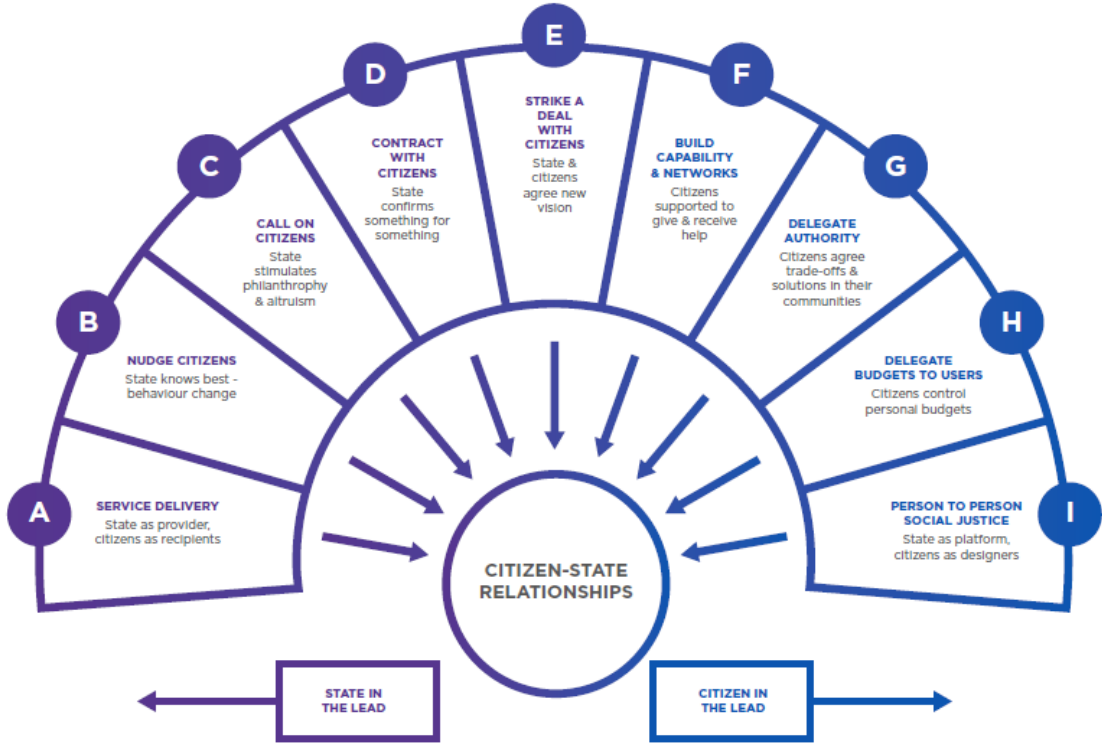 A
SERVICE DELIVERY
State as provider,
citizens as recipients
B
NUDGE CITIZENS
State knows best -
behaviour change
C
CALL ON
CITIZENS
State
stimulates
philanthropy
& altruism
D
CONTRACT
WITH
CITIZENS
State
confirms
something for
something
E
STRIKE A
DEAL
WITH
CITIZENS
State &
citizens
agree new
vision
F
BUILD
CAPABILITY
& NETWORKS
Citizens
supported to
give & receive
help
G
DELEGATE
AUTHORITY
Citizens agree
trade-offs &
solutions in their
communities
H
DELEGATE
BUDGETS TO USERS
Citizens control
personal budgets
I
PERSON TO PERSON
SOCIAL JUSTICE
State as platform,
citizens as designers
CITIZEN-STATE
RELATIONSHIPS
STATE IN
THE LEAD
CITIZEN IN
THE LEAD